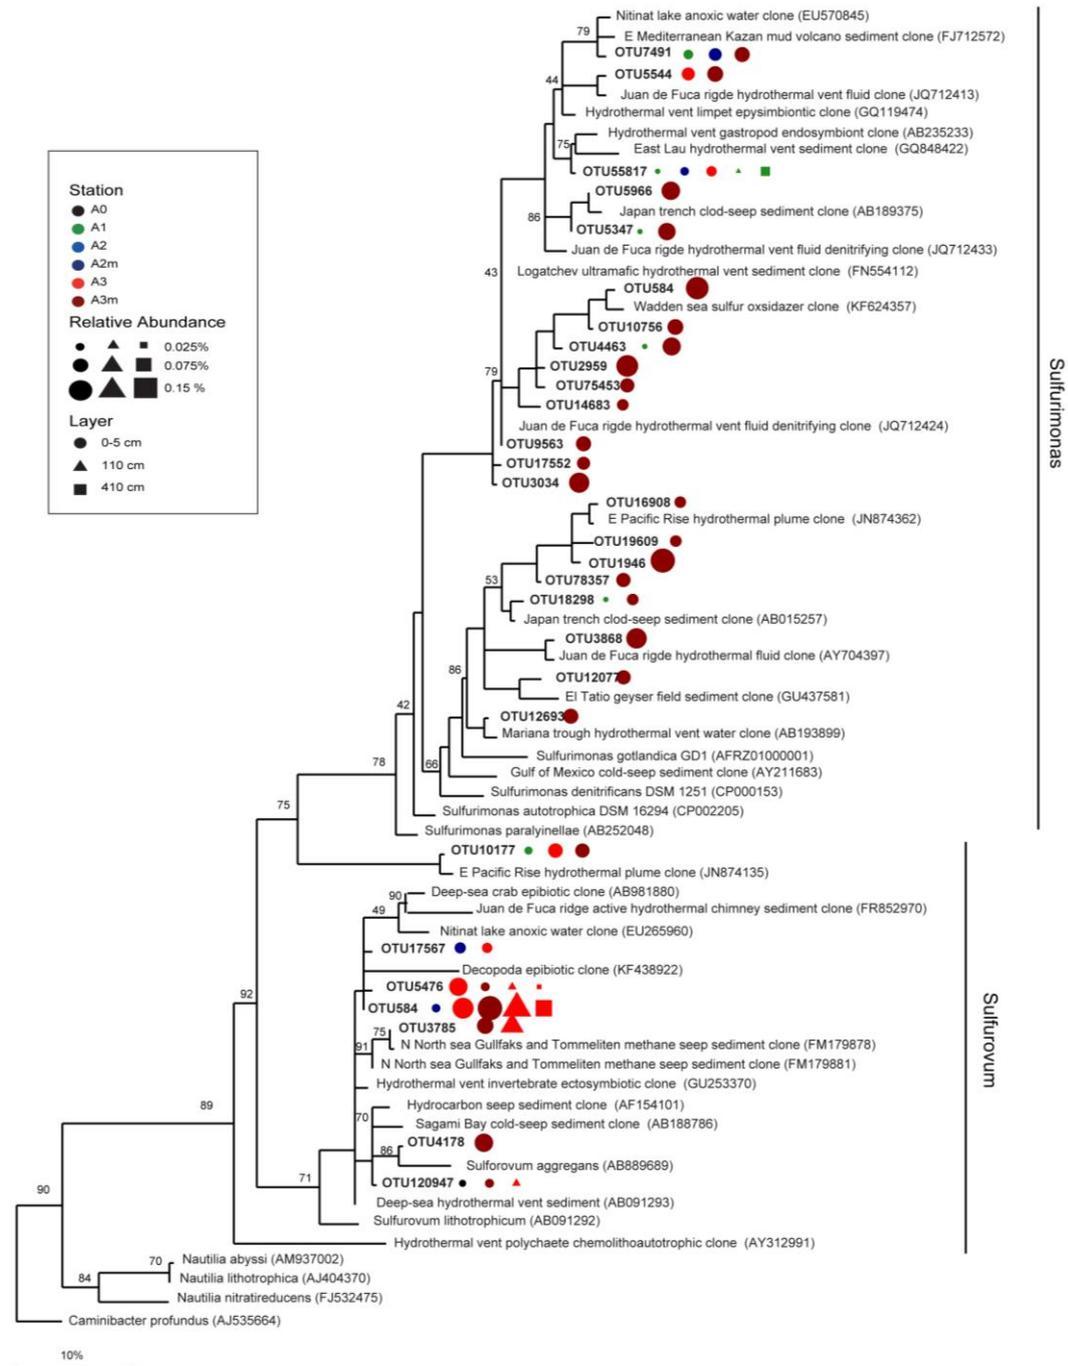 Nitinat lake anoxic water clone (EU570845)
79
E Mediterranean Kazan mud volcano sediment clone (FJ712572)
OTU7491
44
OTU5544
Juan de Fuca rigde hydrothermal vent fluid clone (JQ712413)
Hydrothermal vent limpet epysimbiontic clone (GQ119474)
Hydrothermal vent gastropod endosymbiont clone (AB235233)
75
East Lau hydrothermal vent sediment clone (GQ848422)
OTU55817
OTU5966
Japan trench clod-seep sediment clone (AB189375)
86
OTU5347
Juan de Fuca rigde hydrothermal vent fluid denitrifying clone (JQ712433)
43
Logatchev ultramafic hydrothermal vent sediment clone (FN554112)
OTU584
Wadden sea sulfur oxsidazer clone (KF624357)
OTU10756
OTU4463
OTU2959
79
OTU75453
OTU14683
Juan de Fuca rigde hydrothermal vent fluid denitrifying clone (JQ712424)
OTU9563
OTU17552
OTU3034
OTU16908
E Pacific Rise hydrothermal plume clone (JN874362)
OTU19609
OTU1946
53
OTU78357
OTU18298
Japan trench clod-seep sediment clone (AB015257)
OTU3868
Juan de Fuca rigde hydrothermal fluid clone (AY704397)
86
OTU12077
El Tatio geyser field sediment clone (GU437581)
42
OTU12693
Mariana trough hydrothermal vent water clone (AB193899)
Sulfurimonas gotlandica GD1 (AFRZ01000001)
78
66
Gulf of Mexico cold-seep sediment clone (AY211683)
Sulfurimonas denitrificans DSM 1251 (CP000153)
75
Sulfurimonas autotrophica DSM 16294 (CP002205)
Sulfurimonas paralyinellae (AB252048)
Sulfurimonas
OTU10177
E Pacific Rise hydrothermal plume clone (JN874135)
Deep-sea crab epibiotic clone (AB981880)
90
49
Juan de Fuca ridge active hydrothermal chimney sediment clone (FR852970)
Nitinat lake anoxic water clone (EU265960)
OTU17567
Decopoda epibiotic clone (KF438922)
OTU5476
92
OTU584
OTU3785
75
N North sea Gullfaks and Tommeliten methane seep sediment clone (FM179878)
91
N North sea Gullfaks and Tommeliten methane seep sediment clone (FM179881)
Hydrothermal vent invertebrate ectosymbiotic clone (GU253370)
89
Hydrocarbon seep sediment clone (AF154101)
70
Sagami Bay cold-seep sediment clone (AB188786)
OTU4178
86
Sulforovum aggregans (AB889689)
71
OTU120947
90
Deep-sea hydrothermal vent sediment (AB091293)
Sulfurovum lithotrophicum (AB091292)
Hydrothermal vent polychaete chemolithoautotrophic clone (AY312991)
Sulfurovum
70
Nautilia abyssi (AM937002)
84
Nautilia lithotrophica (AJ404370)
Nautilia nitratireducens (FJ532475)
Caminibacter profundus (AJ535664)
10%
Station
A0
A1
A2
A2m
A3
A3m
Relative Abundance
0.025%
0.075%
0.15 %
Layer
0-5 cm
110 cm
410 cm